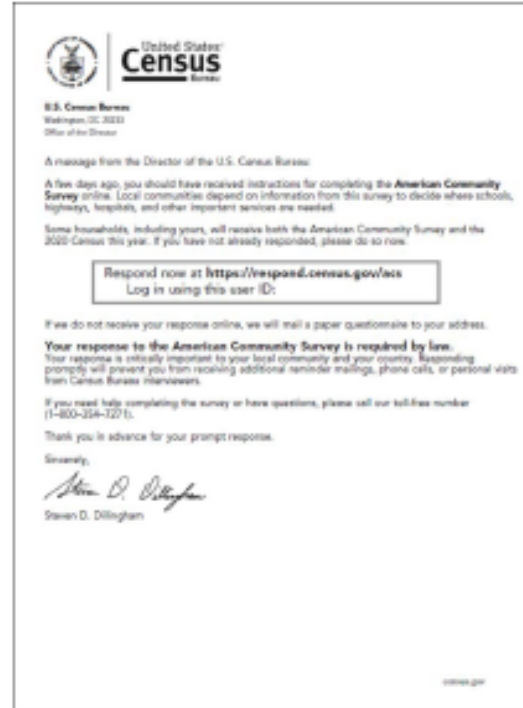 United States®
Census
Bureau
U.S. Census Bureau
Washington, DC 20233
Office of the Director
A message from the Director of the U.S. Census Bureau:
A few days ago, you should have received instructions for completing the American Community
Survey online. Local communities depend on information from this survey to decide where schools,
highways, hospitals, and other important services are needed.
Some households, including yours, will receive both the American Community Survey and the
2020 Census this year. If you have not already responded, please do so now.
Respond now at https://respond.census.gov/acs
Log in using this user ID:
If we do not receive your response online, we will mail a paper questionnaire to your address.
Your response to the American Community Survey is required by law.
Your response is critically important to your local community and your country. Responding
promptly will prevent you from receiving additional reminder mailings, phone calls, or personal visits
from Census Bureau interviewers.
If you need help completing the survey or have questions, please call our toll-free number
(1–800–354–7271).
Thank you in advance for your prompt response.
Sincerely,
Steven D. Dillingham
Steven D. Dillingham
census.gov